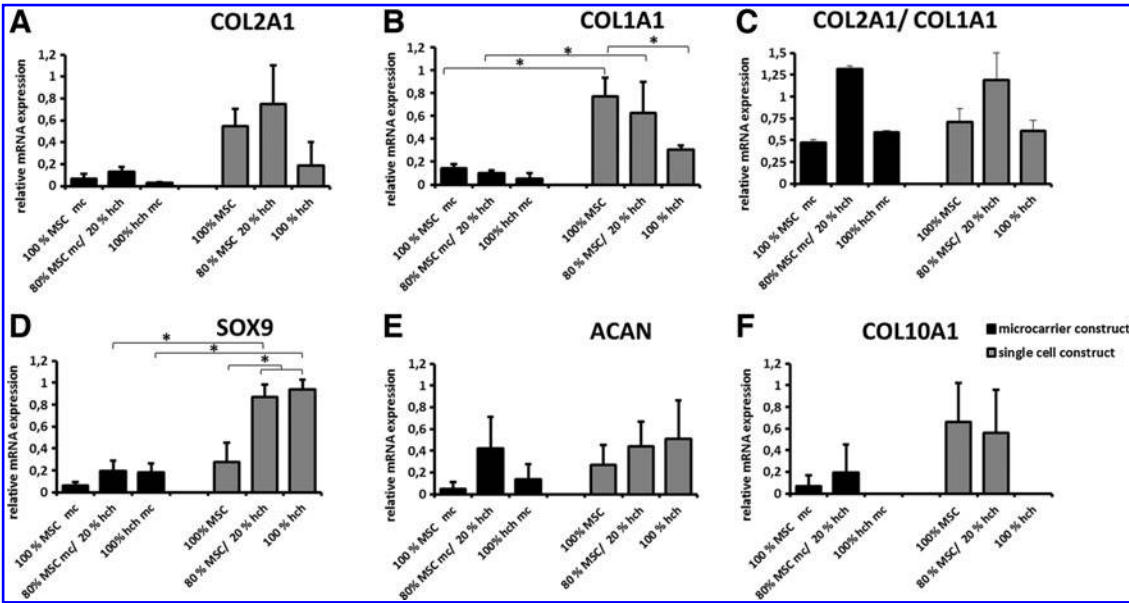 A
COL2A1
relative mRNA expression
1,2
1
0,8
0,6
0,4
0,2
0
100 % MSC mc
80% MSC mc/ 20 % hch
100% hch mc
100% MSC
80 % MSC 20 % hch
100 % hch
B
COL1A1
* * *
relative mRNA expression
1,2
1
0,8
0,6
0,4
0,2
0
100 % MSC mc
80% MSC mc/ 20 % hch
100% hch mc
100% MSC
80 % MSC/ 20 % hch
100 % hch
C
COL2A1/ COL1A1
relative mRNA expression
1,5
1,25
1
0,75
0,5
0,25
0
100 % MSC mc
80% MSC mc/ 20 % hch
100% hch mc
100% MSC
80 % MSC/ 20 % hch
100 % hch
D
SOX9
* * *
relative mRNA expression
1,2
1
0,8
0,6
0,4
0,2
0
100 % MSC mc
80% MSC mc/ 20 % hch
100% hch mc
100% MSC
80 % MSC/ 20 % hch
100 % hch
E
ACAN
relative mRNA expression
1,2
1
0,8
0,6
0,4
0,2
0
100 % MSC mc
80% MSC mc/ 20 % hch
100% hch mc
100% MSC
80 % MSC/ 20 % hch
100 % hch
F
COL10A1
microcarrier construct
single cell construct
relative mRNA expression
1,2
1
0,8
0,6
0,4
0,2
0
100 % MSC mc
80% MSC mc/ 20 % hch
100% hch mc
100% MSC
80 % MSC/ 20 % hch
100 % hch